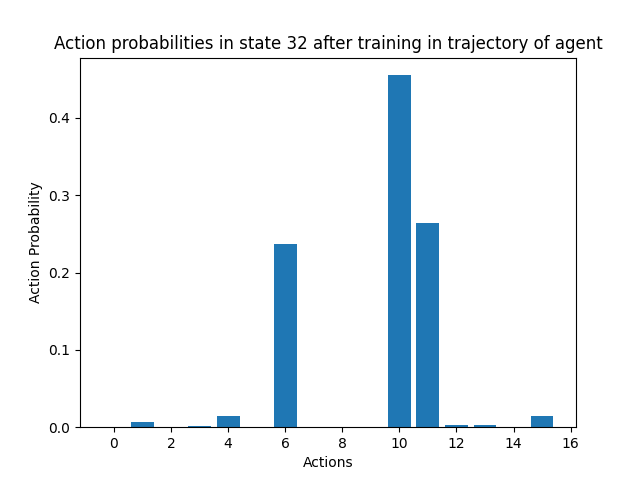 Action probabilities in state 32 after training in trajectory of agent
0.4
0.3
0.2
0.1
0.0
Action Probability
0 2 4 6 8 10 12 14 16
Actions